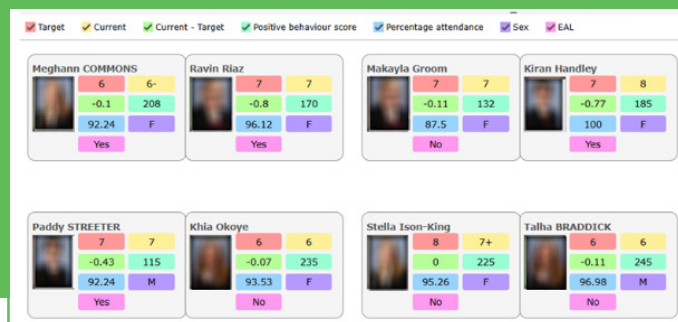 Target Current Current - Target Positive behaviour score Percentage attendance Sex EAL
Meghann COMMONS
6 6-
-0.1 208
92.24 F
Yes
Ravin Riaz
7 7
-0.8 170
96.12 F
Yes
Makayla Groom
7 7
-0.11 132
87.5 F
No
Kiran Handley
7 8
-0.77 185
100 F
Yes
Paddy STREETER
7 7
-0.43 115
92.24 M
Yes
Khia Okoye
6 6
-0.07 235
93.53 F
No
Stella Ison-King
8 7+
0 225
95.26 F
No
Talha BRADDICK
6 6
-0.11 245
96.98 M
No